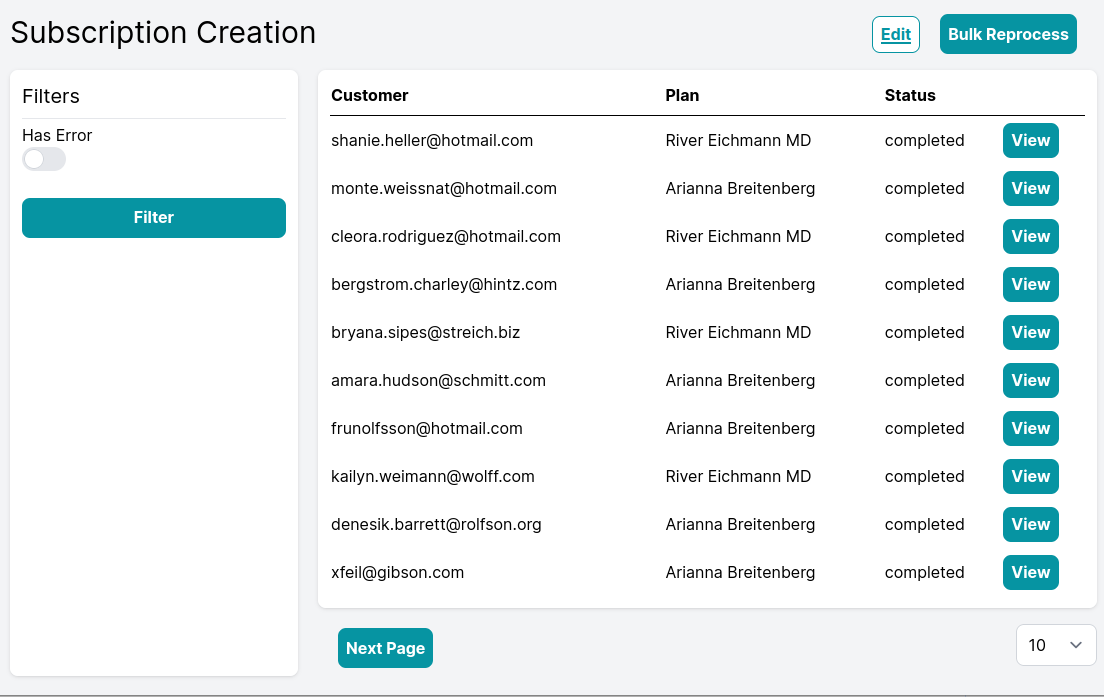 Subscription Creation
Edit
Bulk Reprocess
Filters
Has Error
Filter
Customer Plan Status
shanie.heller@hotmail.com River Eichmann MD completed View
monte.weissnat@hotmail.com Arianna Breitenberg completed View
cleora.rodriguez@hotmail.com River Eichmann MD completed View
bergstrom.charley@hintz.com Arianna Breitenberg completed View
bryana.sipes@streich.biz River Eichmann MD completed View
amara.hudson@schmitt.com Arianna Breitenberg completed View
frunolfsson@hotmail.com Arianna Breitenberg completed View
kailyn.weimann@wolff.com River Eichmann MD completed View
denesik.barrett@rolfson.org Arianna Breitenberg completed View
xfeil@gibson.com Arianna Breitenberg completed View
Next Page
10